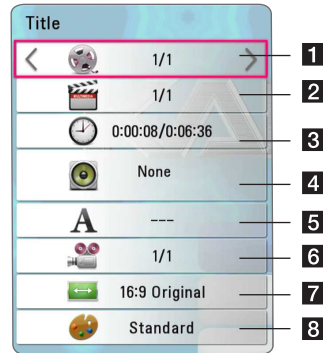 Title
1/1 1
1/1 2
0:00:08/0:06:36 3
None 4
A --- 5
1/1 6
16:9 Original 7
Standard 8